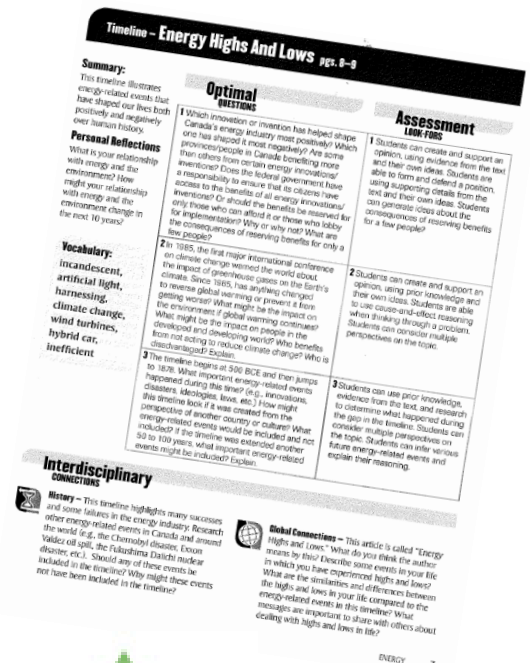 Timeline – Energy Highs And Lows pgs. 8–9
Summary:
This timeline illustrates
energy-related events that
have shaped our lives both
positively and negatively
over human history.
Personal Reflections
What is your relationship
with energy and the
environment? How
might your relationship
with energy and the
environment change in
the next 10 years?
Vocabulary:
incandescent,
artificial light,
harnessing,
climate change,
wind turbines,
hybrid car,
inefficient
Optimal
QUESTIONS
1 Which innovation or invention has helped shape
Canada's energy industry most positively? Which
one has shaped it most negatively? Are some
provinces/people in Canada benefiting more
than others from certain energy innovations/
inventions? Does the federal government have
a responsibility to ensure that its citizens have
access to the benefits of all energy innovations/
inventions? Or should the benefits be reserved for
only those who can afford it or those who lobby
for implementation? Why or why not? What are
the consequences of reserving benefits for only a
few people?
2 In 1985, the first major international conference
on climate change warned the world about
the impact of greenhouse gases on the Earth's
climate. Since 1985, has anything changed
to reverse global warming or prevent it from
getting worse? What might be the impact on
the environment if global warming continues?
What might be the impact on people in the
developed and developing world? Who benefits
from not acting to reduce climate change? Who is
disadvantaged? Explain.
3 The timeline begins at 500 BCE and then jumps
to 1878. What important energy-related events
happened during this time? (e.g., innovations,
disasters, ideologies, laws, etc.) How might
this timeline look if it was created from the
perspective of another country or culture? What
energy-related events would be included and not
included? If the timeline was extended another
50 to 100 years, what important energy-related
events might be included? Explain.
Assessment
LOOK-FORS
1 Students can create and support an
opinion, using evidence from the text
and their own ideas. Students are
able to form and defend a position,
using supporting details from the
text and their own ideas. Students
can generate ideas about the
consequences of reserving benefits
for a few people?
2 Students can create and support an
opinion, using prior knowledge and
their own ideas. Students are able
to use cause-and-effect reasoning
when thinking through a problem.
Students can consider multiple
perspectives on the topic.
3 Students can use prior knowledge,
evidence from the text, and research
to determine what happened during
the gap in the timeline. Students can
consider multiple perspectives on
the topic. Students can infer various
future energy-related events and
explain their reasoning.
Interdisciplinary
CONNECTIONS
History – This timeline highlights many successes
and some failures in the energy industry. Research
other energy-related events in Canada and around
the world (e.g., the Chernobyl disaster, Exxon
Valdez oil spill, the Fukushima Daiichi nuclear
disaster, etc.). Should any of these events be
included in the timeline? Why might these events
not have been included in the timeline?
Global Connections – This article is called "Energy
Highs and Lows." What do you think the author
means by this? Describe some events in your life
in which you have experienced highs and lows?
What are the similarities and differences between
the highs and lows in your life compared to the
energy-related events in this timeline? What
messages are important to share with others about
dealing with highs and lows in life?
ENERGY